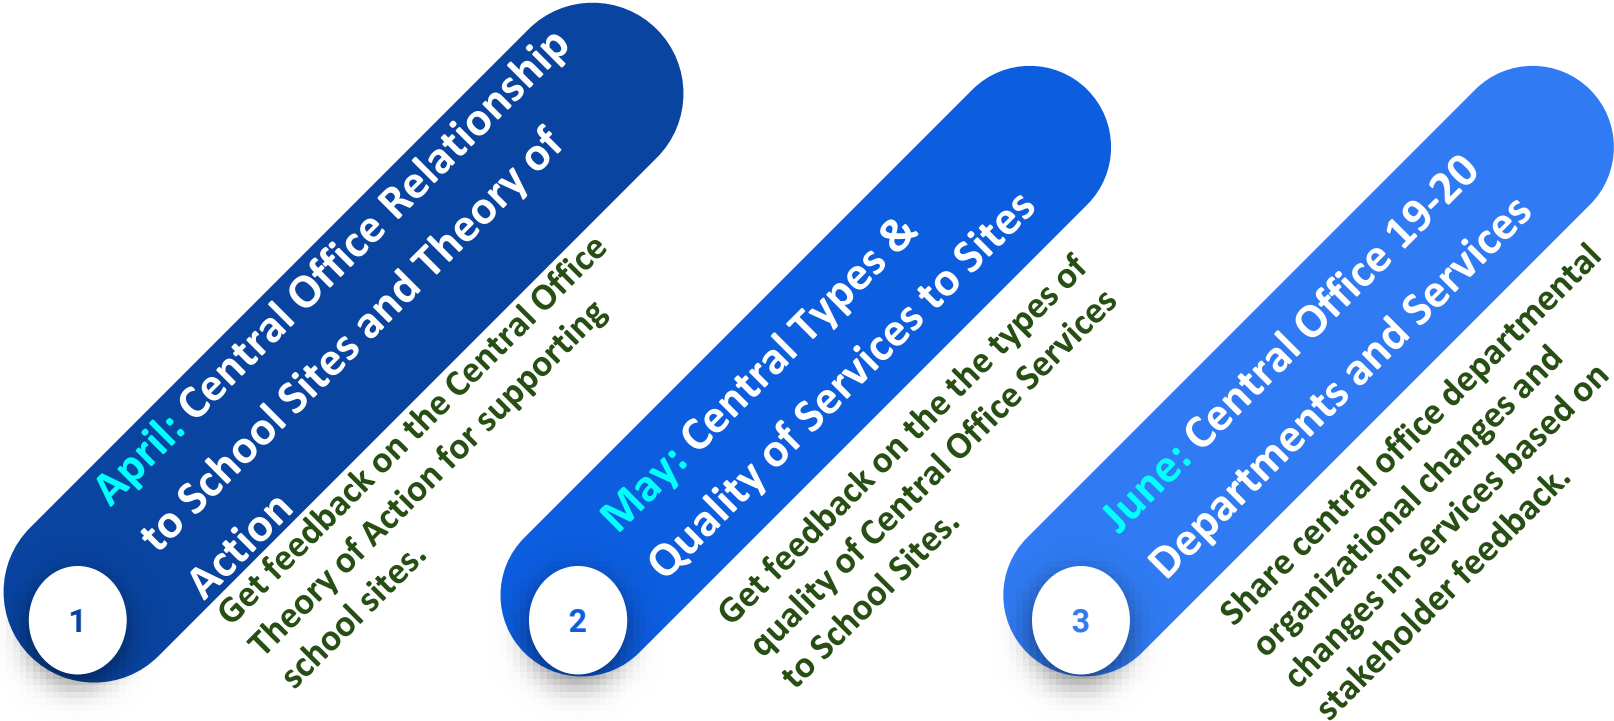 April: Central Office Relationship
to School Sites and Theory of
Action
Get feedback on the Central Office
Theory of Action for supporting
school sites.
1
May: Central Types &
Quality of Services to Sites
Get feedback on the the types of
quality of Central Office Services
to School Sites.
2
June: Central Office 19-20
Departments and Services
Share central office departmental
organizational changes and
changes in services based on
stakeholder feedback.
3